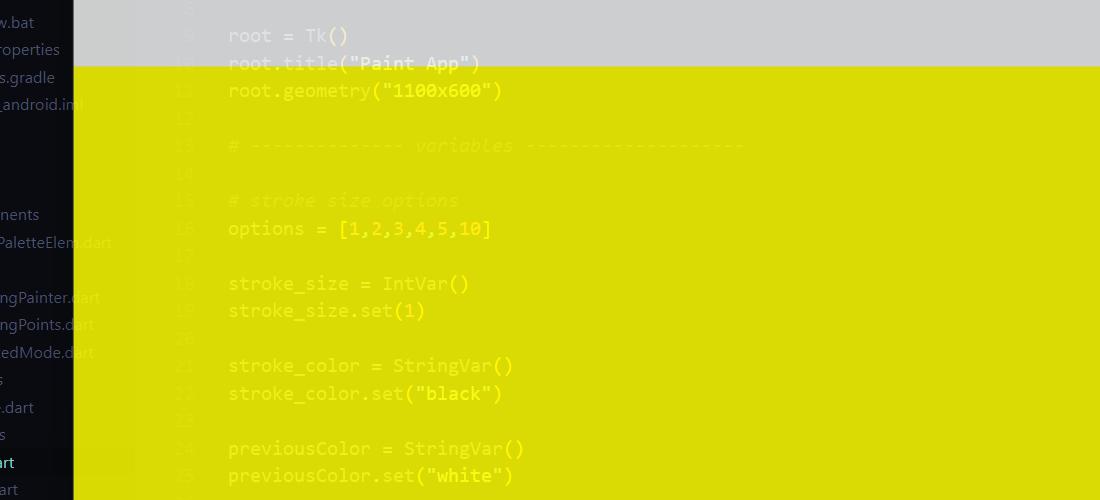 w.bat
roperties
s.gradle
_android.iml
nents
PaletteElem.dart
ngPainter.dart
ngPoints.dart
edMode.dart
s
.dart
s
art
art
8
9 root = Tk()
10 root.title("Paint App")
11 root.geometry("1100x600")
12
13 # -------------- variables --------------------
14
15 # stroke size options
16 options = [1,2,3,4,5,10]
17
18 stroke_size = IntVar()
19 stroke_size.set(1)
20
21 stroke_color = StringVar()
22 stroke_color.set("black")
23
24 previousColor = StringVar()
25 previousColor.set("white")